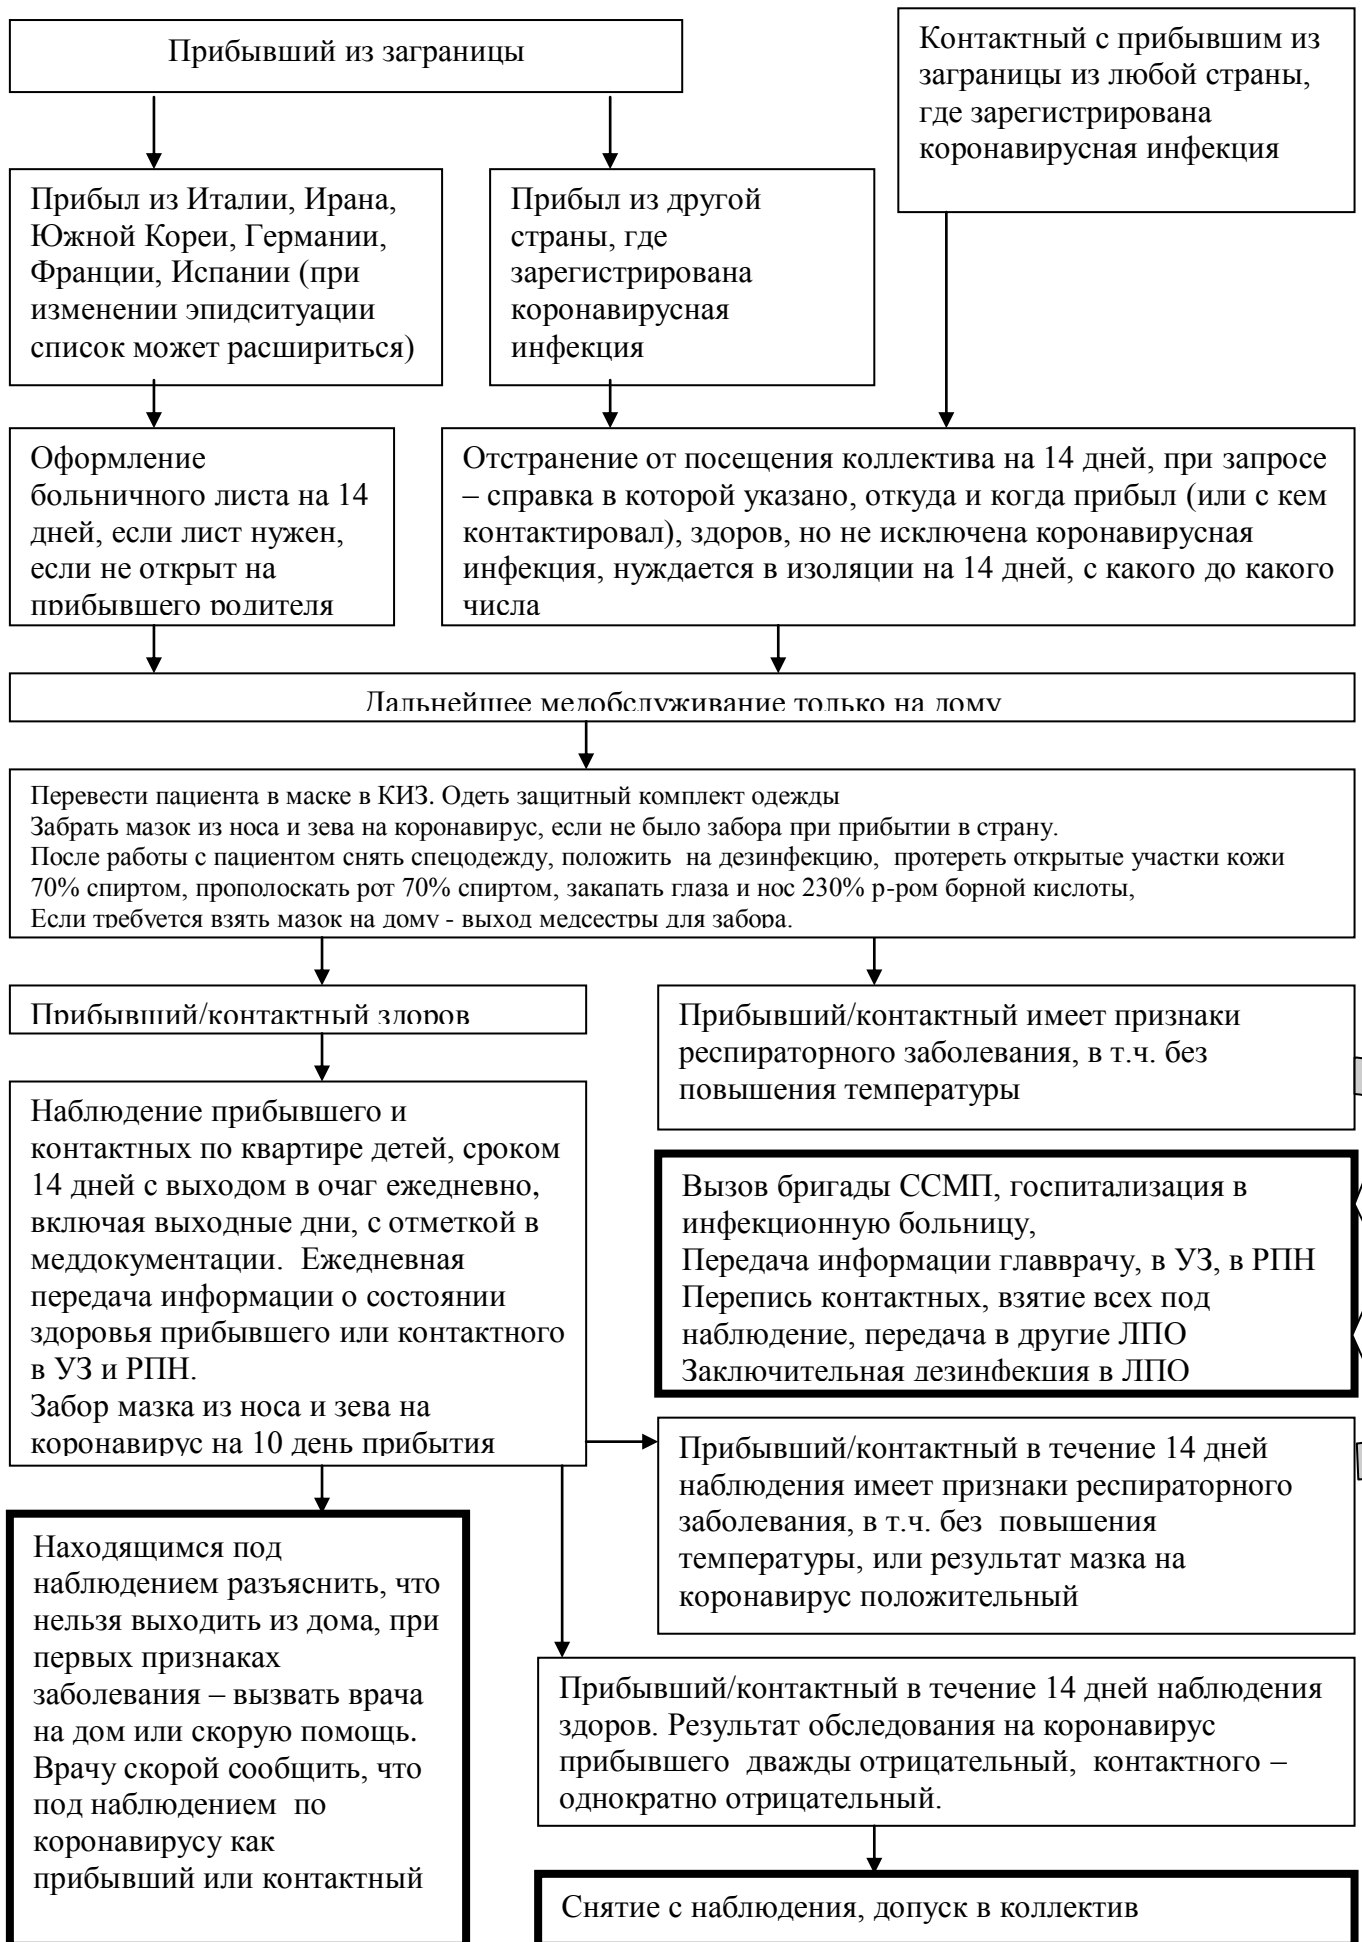 Прибывший из заграницы
Контактный с прибывшим из
заграницы из любой страны,
где зарегистрирована
коронавирусная инфекция
Прибыл из Италии, Ирана,
Южной Кореи, Германии,
Франции, Испании (при
изменении эпидситуации
список может расшириться)
Прибыл из другой
страны, где
зарегистрирована
коронавирусная
инфекция
Оформление
больничного листа на 14
дней, если лист нужен,
если не открыт на
прибывшего родителя
Отстранение от посещения коллектива на 14 дней, при запросе
– справка в которой указано, откуда и когда прибыл (или с кем
контактировал), здоров, но не исключена коронавирусная
инфекция, нуждается в изоляции на 14 дней, с какого до какого
числа
Дальнейшее медобслуживание только на дому
Перевести пациента в маске в КИЗ. Одеть защитный комплект одежды
Забрать мазок из носа и зева на коронавирус, если не было забора при прибытии в страну.
После работы с пациентом снять спецодежду, положить  на дезинфекцию,  протереть открытые участки кожи
70% спиртом, прополоскать рот 70% спиртом, закапать глаза и нос 230% р-ром борной кислоты,
Если требуется взять мазок на дому - выход медсестры для забора.
Прибывший/контактный здоров
Прибывший/контактный имеет признаки
респираторного заболевания, в т.ч. без
повышения температуры
Наблюдение прибывшего и
контактных по квартире детей, сроком
14 дней с выходом в очаг ежедневно,
включая выходные дни, с отметкой в
меддокументации.  Ежедневная
передача информации о состоянии
здоровья прибывшего или контактного
в УЗ и РПН.
Забор мазка из носа и зева на
коронавирус на 10 день прибытия
Вызов бригады ССМП, госпитализация в
инфекционную больницу,
Передача информации главврачу, в УЗ, в РПН
Перепись контактных, взятие всех под
наблюдение, передача в другие ЛПО
Заключительная дезинфекция в ЛПО
Прибывший/контактный в течение 14 дней
наблюдения имеет признаки респираторного
заболевания, в т.ч. без  повышения
температуры, или результат мазка на
коронавирус положительный
Находящимся под
наблюдением разъяснить, что
нельзя выходить из дома, при
первых признаках
заболевания – вызвать врача
на дом или скорую помощь.
Врачу скорой сообщить, что
под наблюдением  по
коронавирусу как
прибывший или контактный
Прибывший/контактный в течение 14 дней наблюдения
здоров. Результат обследования на коронавирус
прибывшего  дважды отрицательный,  контактного –
однократно отрицательный.
Снятие с наблюдения, допуск в коллектив